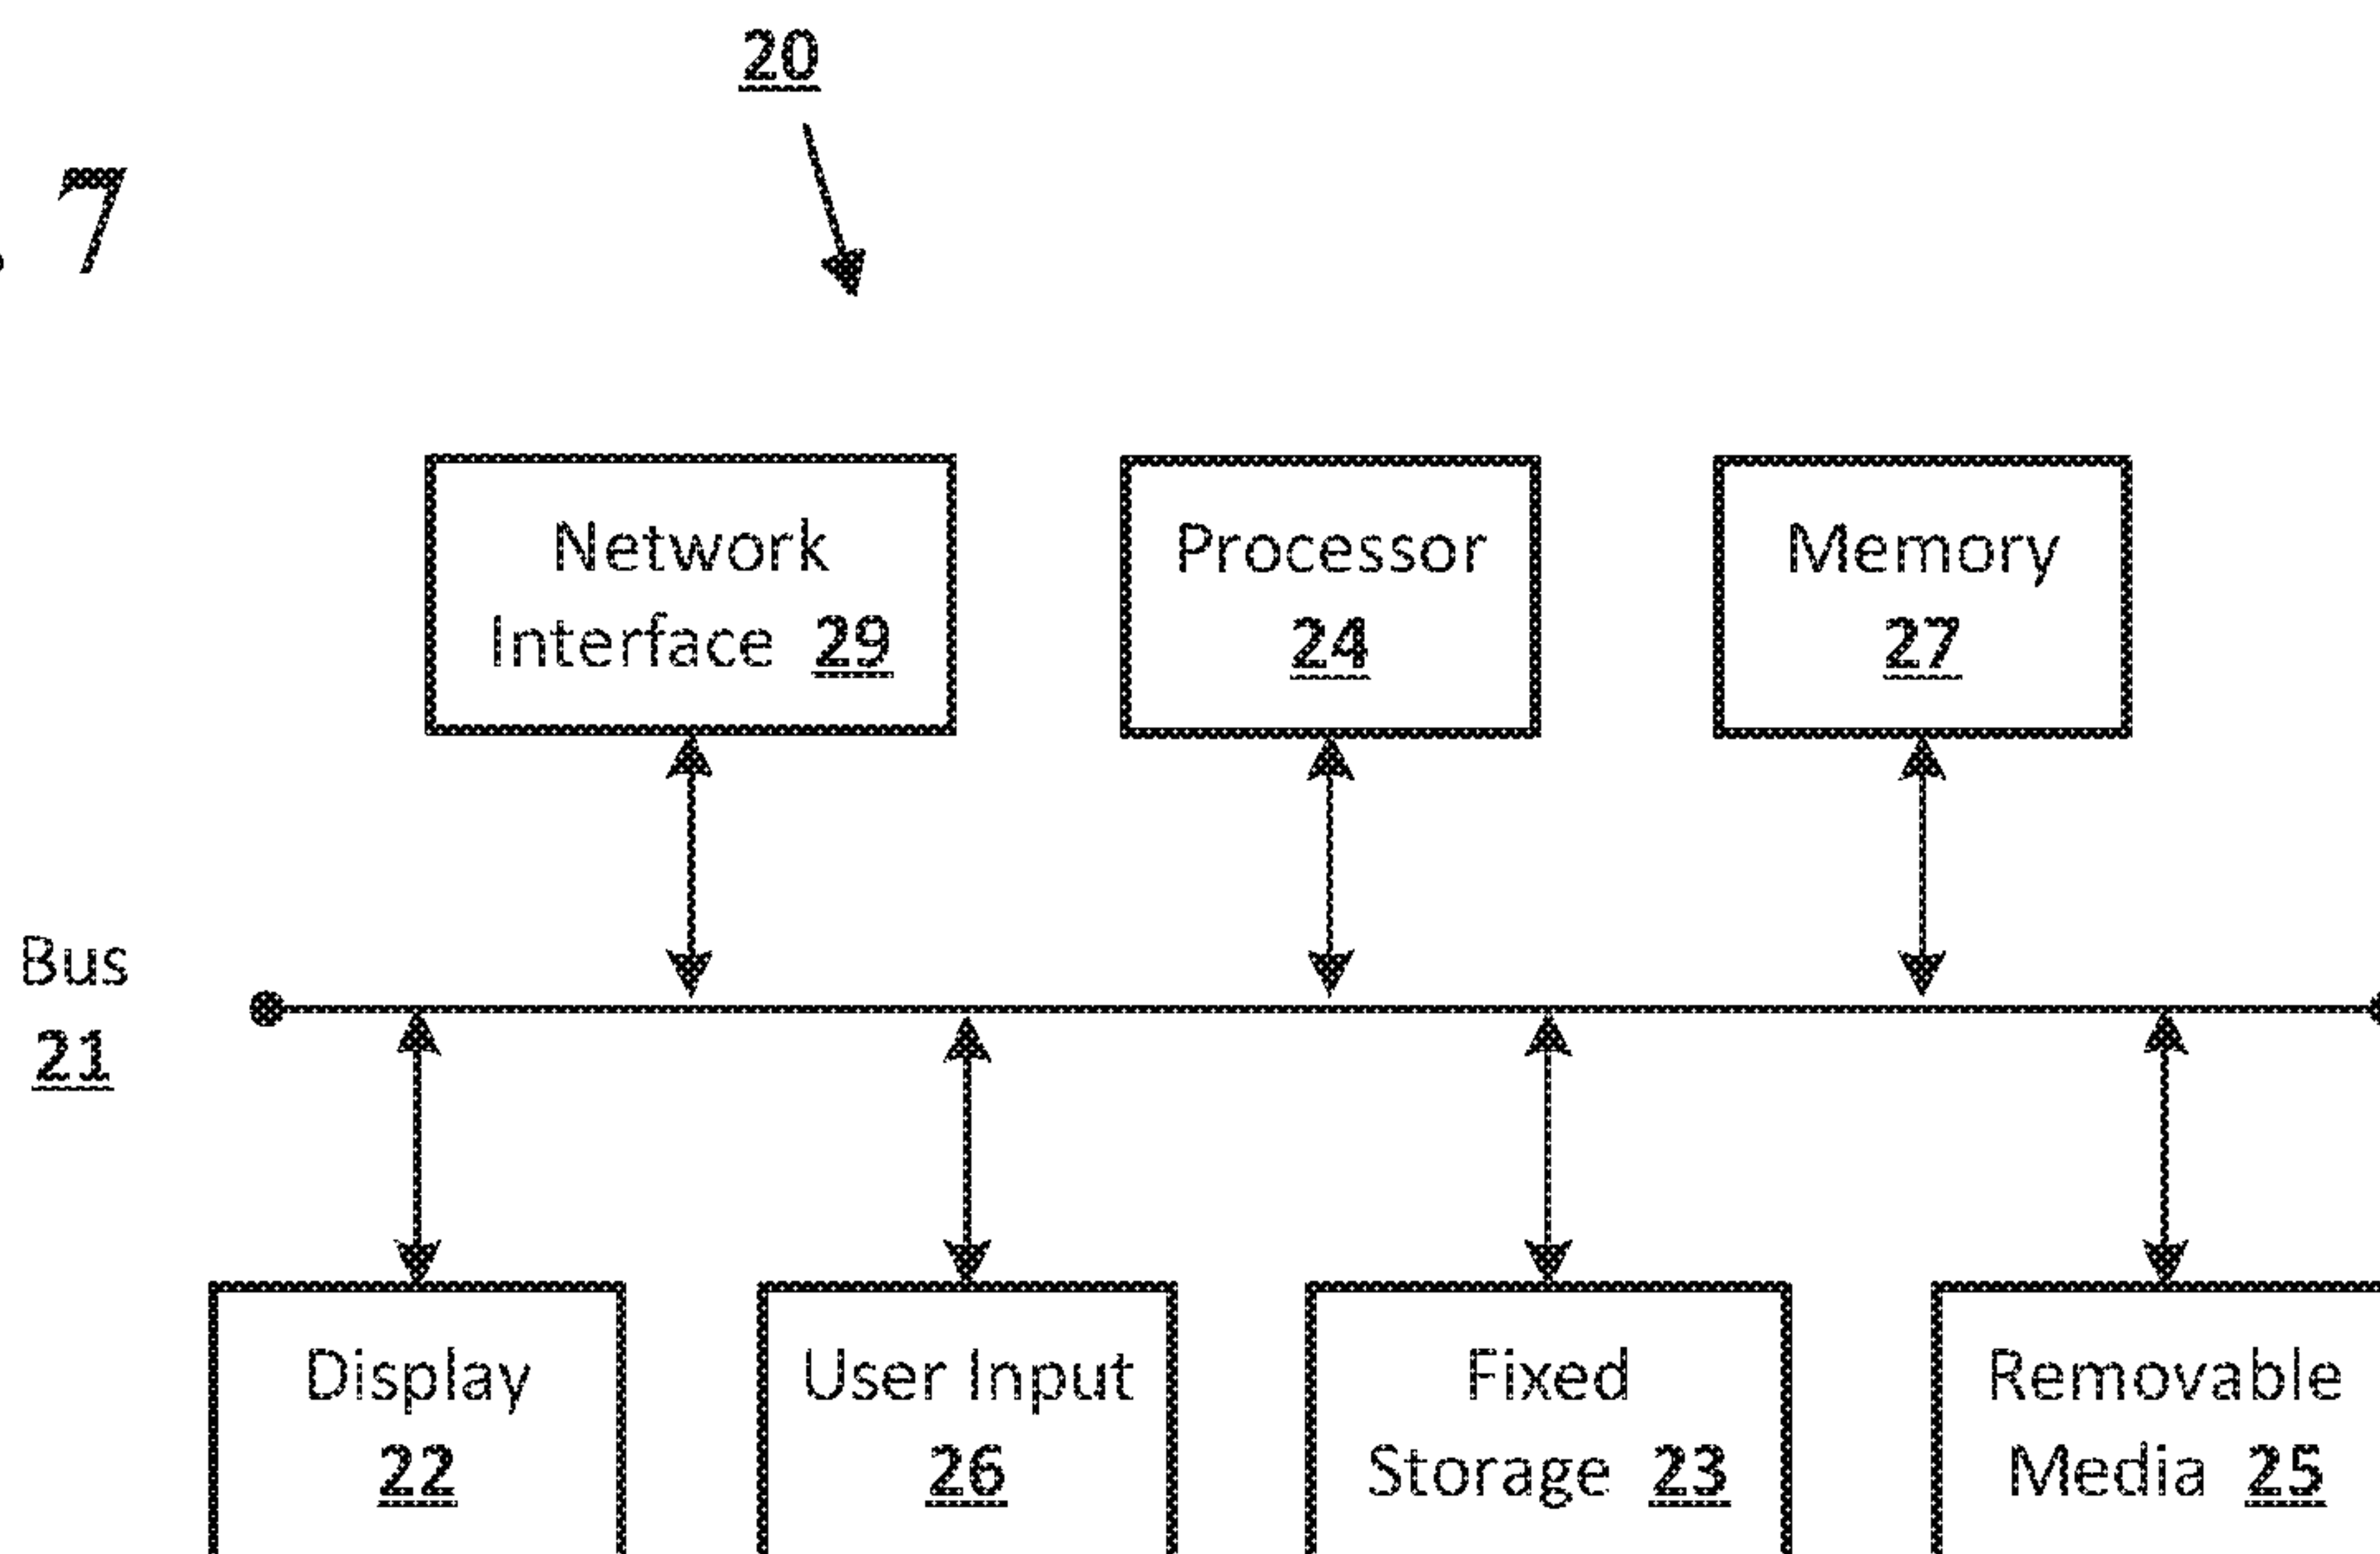 20
. 7
Network
Interface 29
Processor
24
Memory
27
Bus
21
Display
22
User Input
26
Fixed
Storage 23
Removable
Media 25